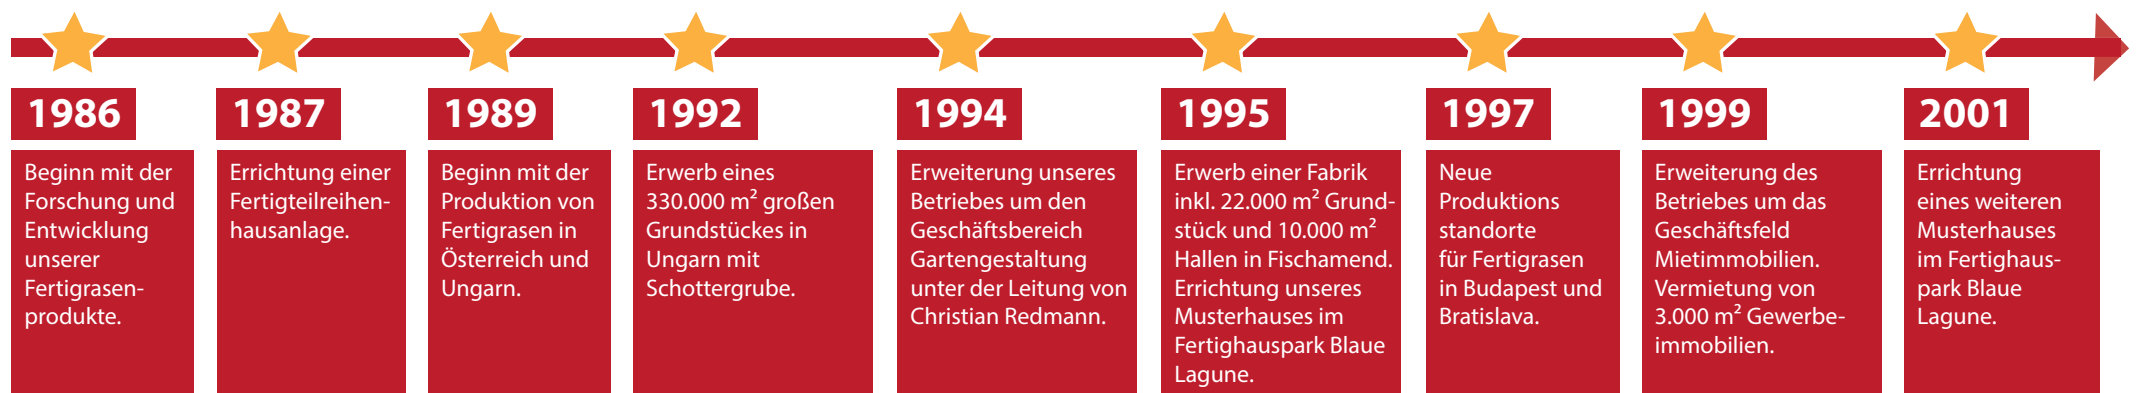 1986
Beginn mit der
Forschung und
Entwicklung
unserer
Fertigrasen-
produkte.
1987
Errichtung einer
Fertigteilreihen-
hausanlage.
1989
Beginn mit der
Produktion von
Fertigrasen in
Österreich und
Ungarn.
1992
Erwerb eines
330.000 m² großen
Grundstückes in
Ungarn mit
Schottergrube.
1994
Erweiterung unseres
Betriebes um den
Geschäftsbereich
Gartengestaltung
unter der Leitung von
Christian Redmann.
1995
Erwerb einer Fabrik
inkl. 22.000 m² Grund-
stück und 10.000 m²
Hallen in Fischamend.
Errichtung unseres
Musterhauses im
Fertighauspark Blaue
Lagune.
1997
Neue
Produktions
standorte
für Fertigrasen
in Budapest und
Bratislava.
1999
Erweiterung des
Betriebes um das
Geschäftsfeld
Mietimmobilien.
Vermietung von
3.000 m² Gewerbe-
immobilien.
2001
Errichtung
eines weiteren
Musterhauses
im Fertighaus-
park Blaue
Lagune.